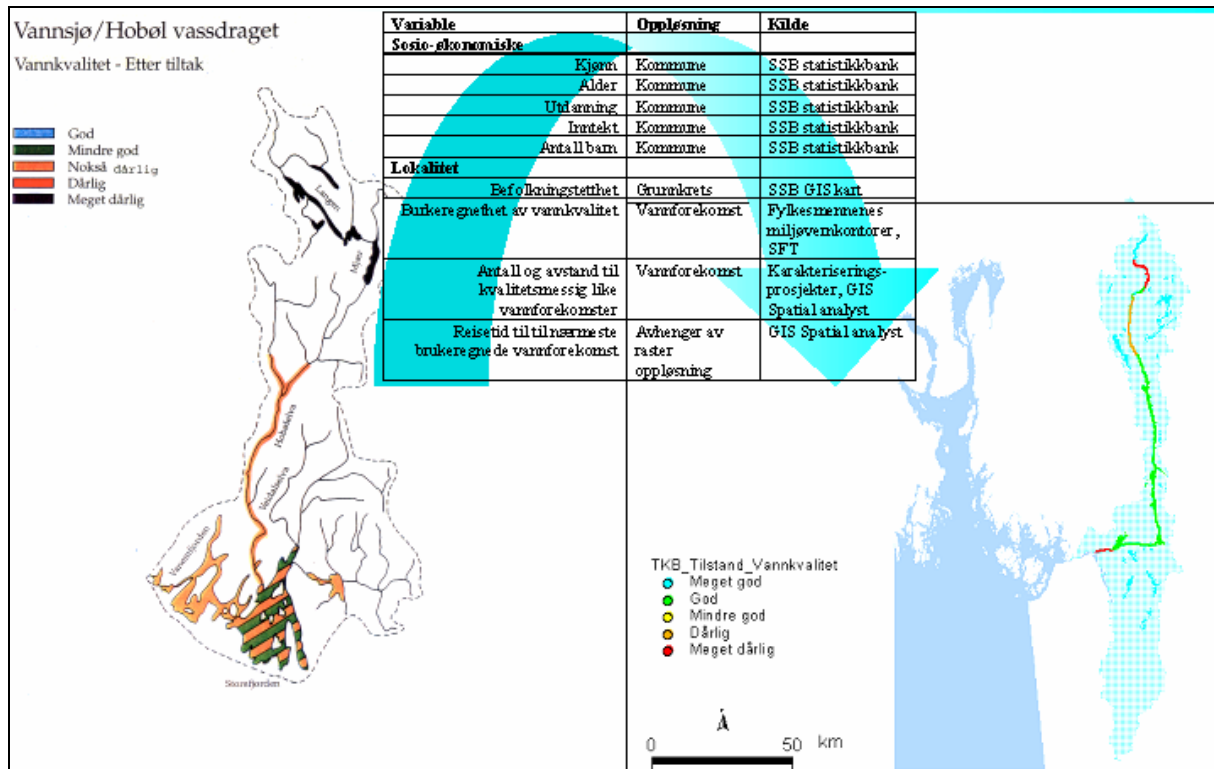 Vannsjø/Hobøl vassdraget
Vannkvalitet - Etter tiltak
God
Mindre god
Nokså dårlig
Dårlig
Meget dårlig
Langen
Mjær
Hobølelva
Vansjfjorden
Storefjorden
Variable Oppløsning Kilde
Sosio-økonomiske
Kjønn Kommune SSB statistikkbank
Alder Kommune SSB statistikkbank
Utdanning Kommune SSB statistikkbank
Inntekt Kommune SSB statistikkbank
Antall barn Kommune SSB statistikkbank
Lokalitet
Befolkningstetthet Grunnkrets SSB GIS kart
Brukeregnethet av vannkvalitet Vannforekomst Fylkesmennenes
miljøvernkontorer,
SFT
Antall og avstand til Vannforekomst Karakteriserings-
kvalitetsmessig like prosjekter, GIS
vannforekomster Spatial analyst
Reisetid til til nærmeste Avhenger av GIS Spatial analyst
brukeregnede vannforekomst raster
oppløsning
TKB_Tilstand_Vannkvalitet
Meget god
God
Mindre god
Dårlig
Meget dårlig
0 50 km